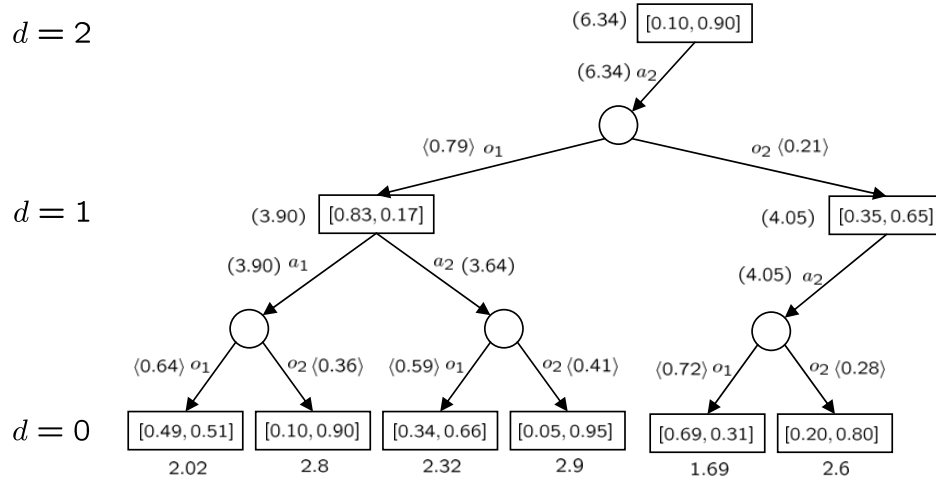 d = 2
(6.34) [0.10, 0.90]
(6.34) a₂
⟨0.79⟩ o₁ o₂ ⟨0.21⟩
d = 1
(3.90) [0.83, 0.17] (4.05) [0.35, 0.65]
(3.90) a₁ a₂ (3.64) (4.05) a₂
⟨0.64⟩ o₁ o₂ ⟨0.36⟩ ⟨0.59⟩ o₁ o₂ ⟨0.41⟩ ⟨0.72⟩ o₁ o₂ ⟨0.28⟩
d = 0 [0.49, 0.51] [0.10, 0.90] [0.34, 0.66] [0.05, 0.95] [0.69, 0.31] [0.20, 0.80]
2.02 2.8 2.32 2.9 1.69 2.6